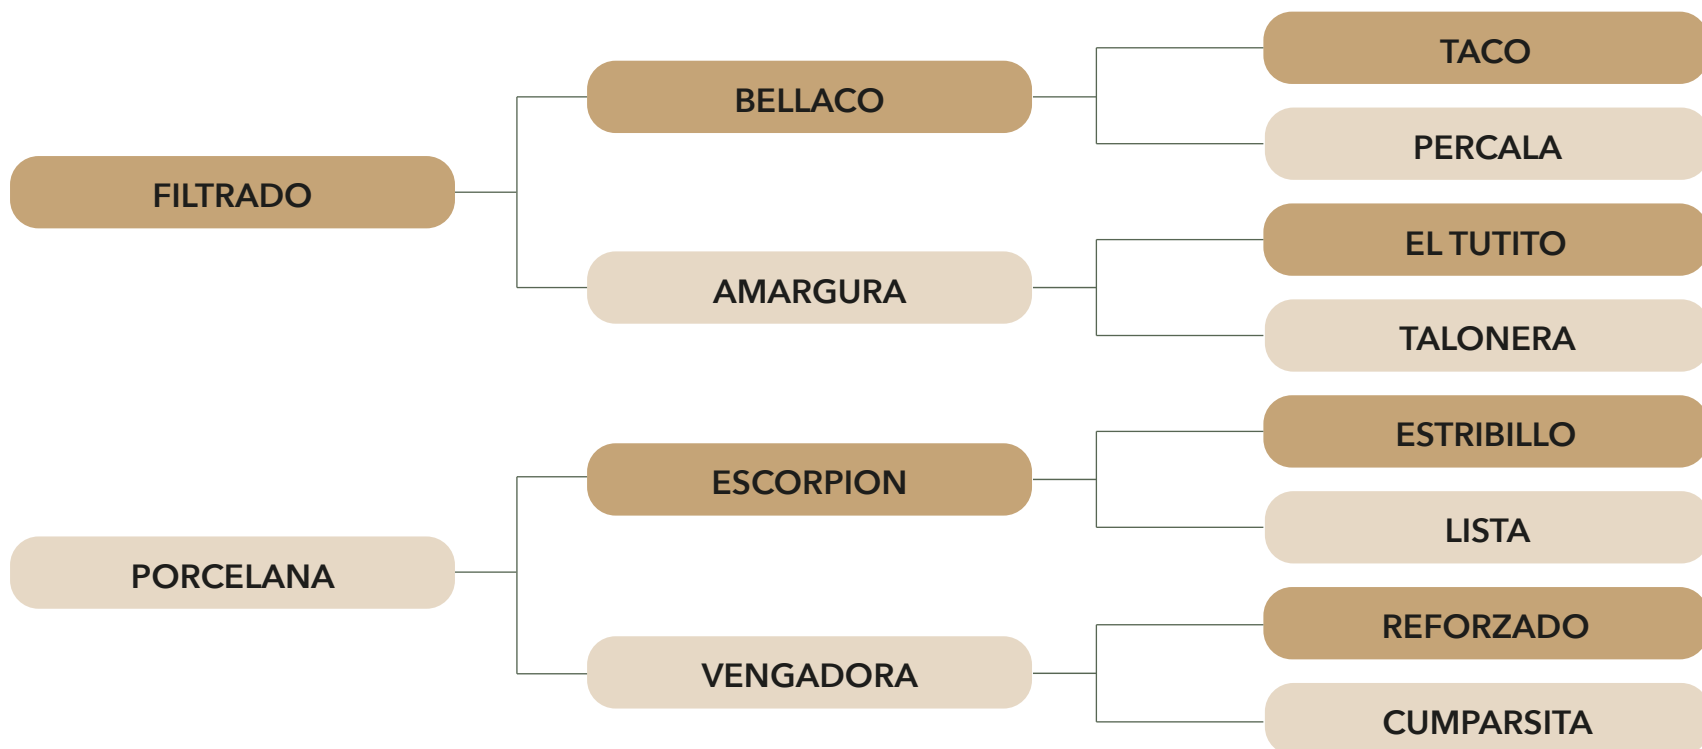 TACO
BELLACO
PERCALA
FILTRADO
EL TUTITO
AMARGURA
TALONERA
ESTRIBILLO
ESCORPION
LISTA
PORCELANA
REFORZADO
VENGADORA
CUMPARSITA